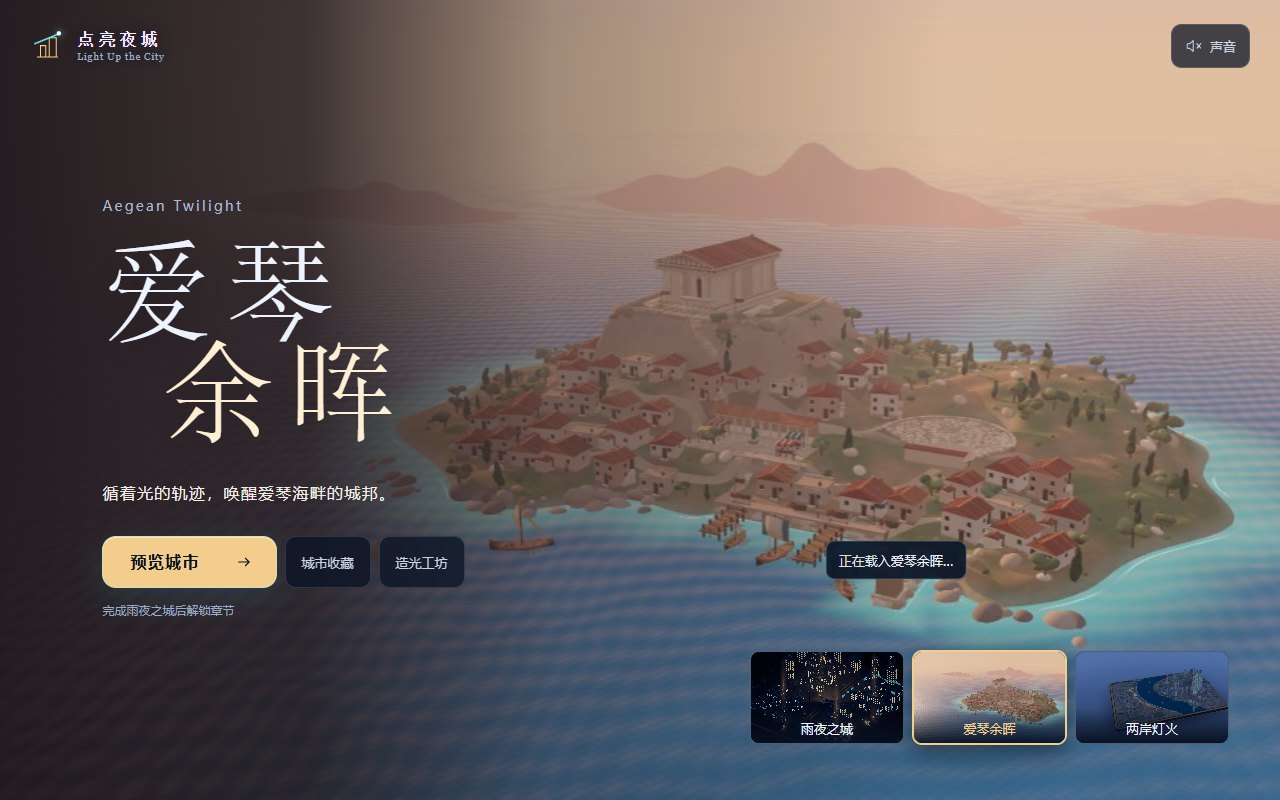 点亮夜城
Light Up the City
声音
Aegean Twilight
爱琴
余晖
循着光的轨迹，唤醒爱琴海畔的城邦。
预览城市 →
城市收藏
造光工坊
完成雨夜之城后解锁章节
正在载入爱琴余晖...
雨夜之城
爱琴余晖
两岸灯火